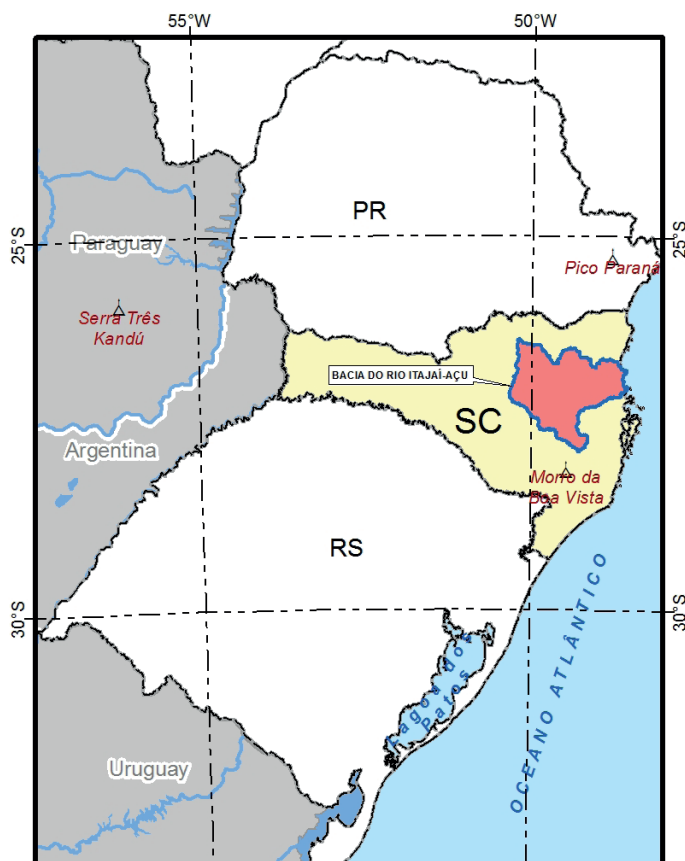 55°W
50°W
PR
25°S
25°S
Paraguay
Pico Paraná
Serra Três
Kandú
BACIA DO RIO ITAJAÍ-AÇU
SC
Argentina
Morro da
Boa Vista
RS
30°S
30°S
Lagou dos
Patos
OCEANO ATLÂNTICO
Uruguay